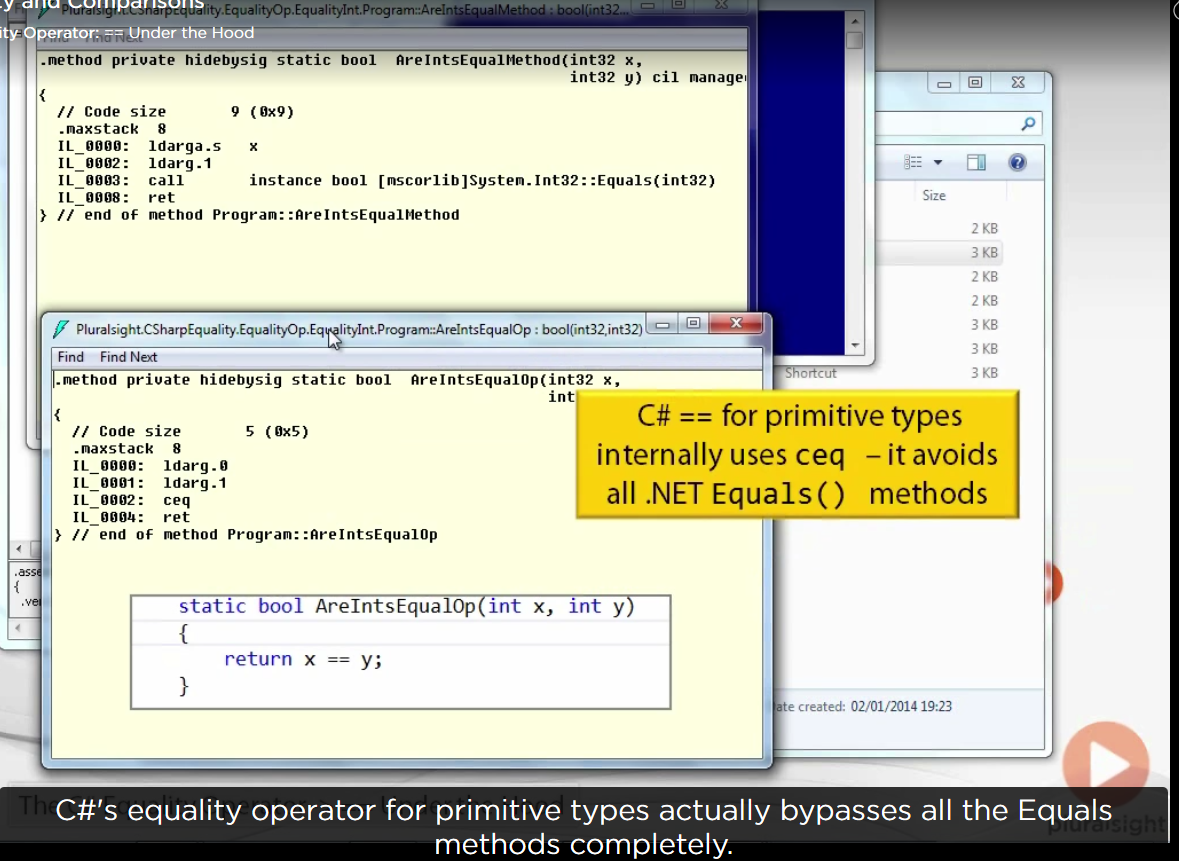 y and Comparisons
Pluralsight.CSharpEquality.EqualityOp.EqualityInt.Program::AreIntsEqualMethod : bool(int32...
ity Operator: == Under the Hood
.method private hidebysig static bool  AreIntsEqualMethod(int32 x,
int32 y) cil manage
{
// Code size       9 (0x9)
.maxstack  8
IL_0000:  ldarga.s   x
IL_0002:  ldarg.1
IL_0003:  call       instance bool [mscorlib]System.Int32::Equals(int32)
IL_0008:  ret
} // end of method Program::AreIntsEqualMethod
Size
2 KB
3 KB
2 KB
2 KB
3 KB
3 KB
Shortcut 3 KB
Pluralsight.CSharpEquality.EqualityOp.EqualityInt.Program::AreIntsEqualOp : bool(int32,int32)
Find Find Next
.method private hidebysig static bool  AreIntsEqualOp(int32 x,
int
{
// Code size       5 (0x5)
.maxstack  8
IL_0000:  ldarg.0
IL_0001:  ldarg.1
IL_0002:  ceq
IL_0004:  ret
} // end of method Program::AreIntsEqualOp
C# == for primitive types
internally uses ceq – it avoids
all .NET Equals() methods
.asse
{
.ve
static bool AreIntsEqualOp(int x, int y)
{
return x == y;
}
ate created: 02/01/2014 19:23
C#'s equality operator for primitive types actually bypasses all the Equals
methods completely.
pluralsight